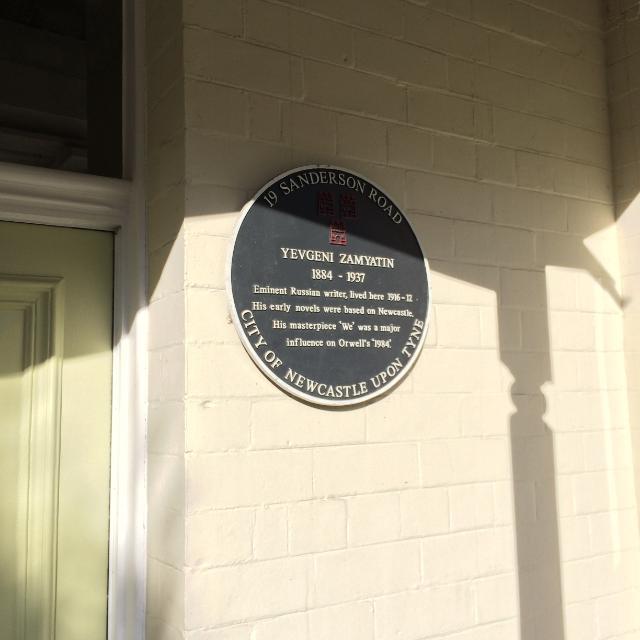 19 SANDERSON ROAD
YEVGENI ZAMYATIN
1884 - 1937
Eminent Russian writer, lived here 1916-17
His early novels were based on Newcastle.
His masterpiece 'We' was a major
influence on Orwell's '1984'.
CITY OF NEWCASTLE UPON TYNE